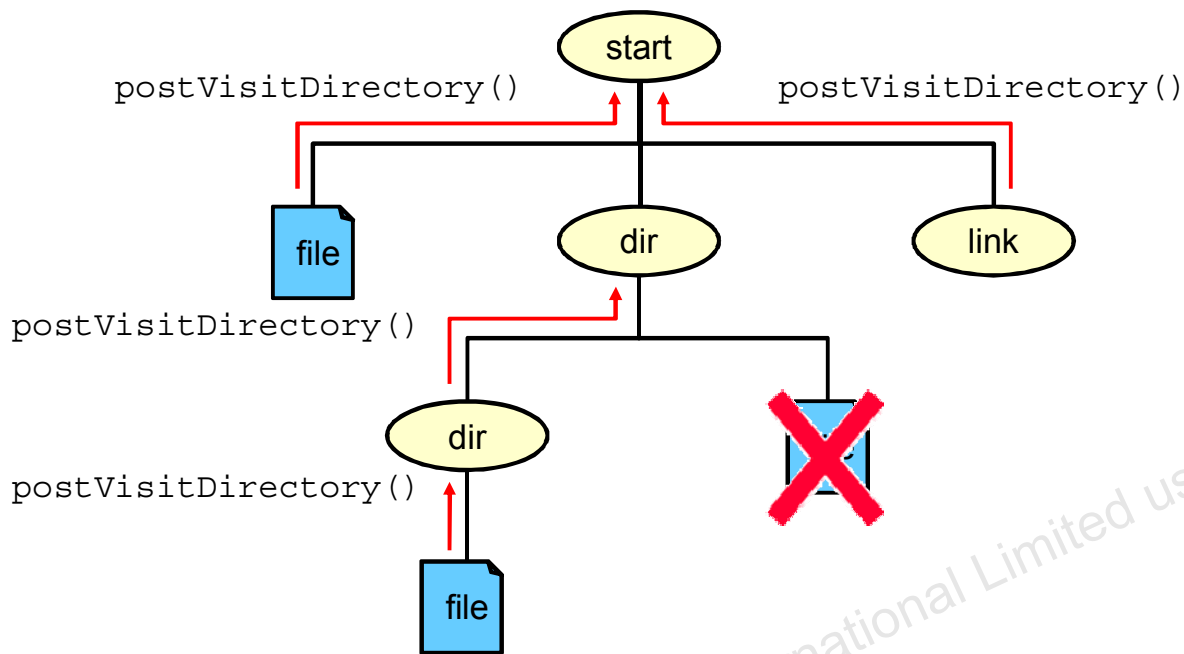 start
postVisitDirectory()
postVisitDirectory()
file
dir
link
postVisitDirectory()
dir
postVisitDirectory()
file
national Limited us